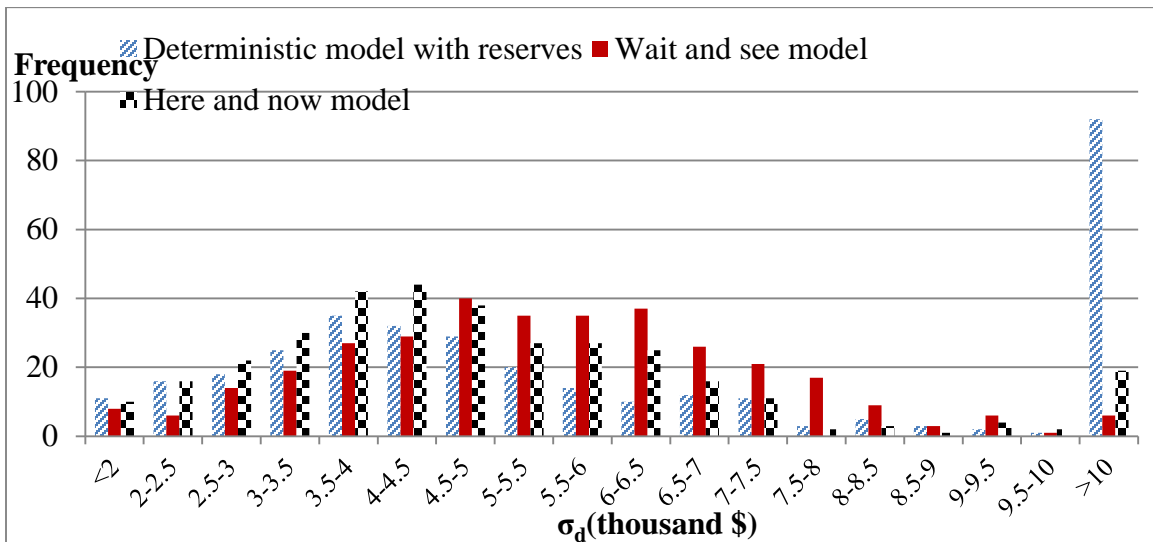 Deterministic model with reserves Wait and see model
Frequency
Here and now model
100
80
60
40
20
0
<2 2-2.5 2.5-3 3-3.5 3.5-4 4-4.5 4.5-5 5-5.5 5.5-6 6-6.5 6.5-7 7-7.5 7.5-8 8-8.5 8.5-9 9-9.5 9.5-10 >10
σd(thousand $)